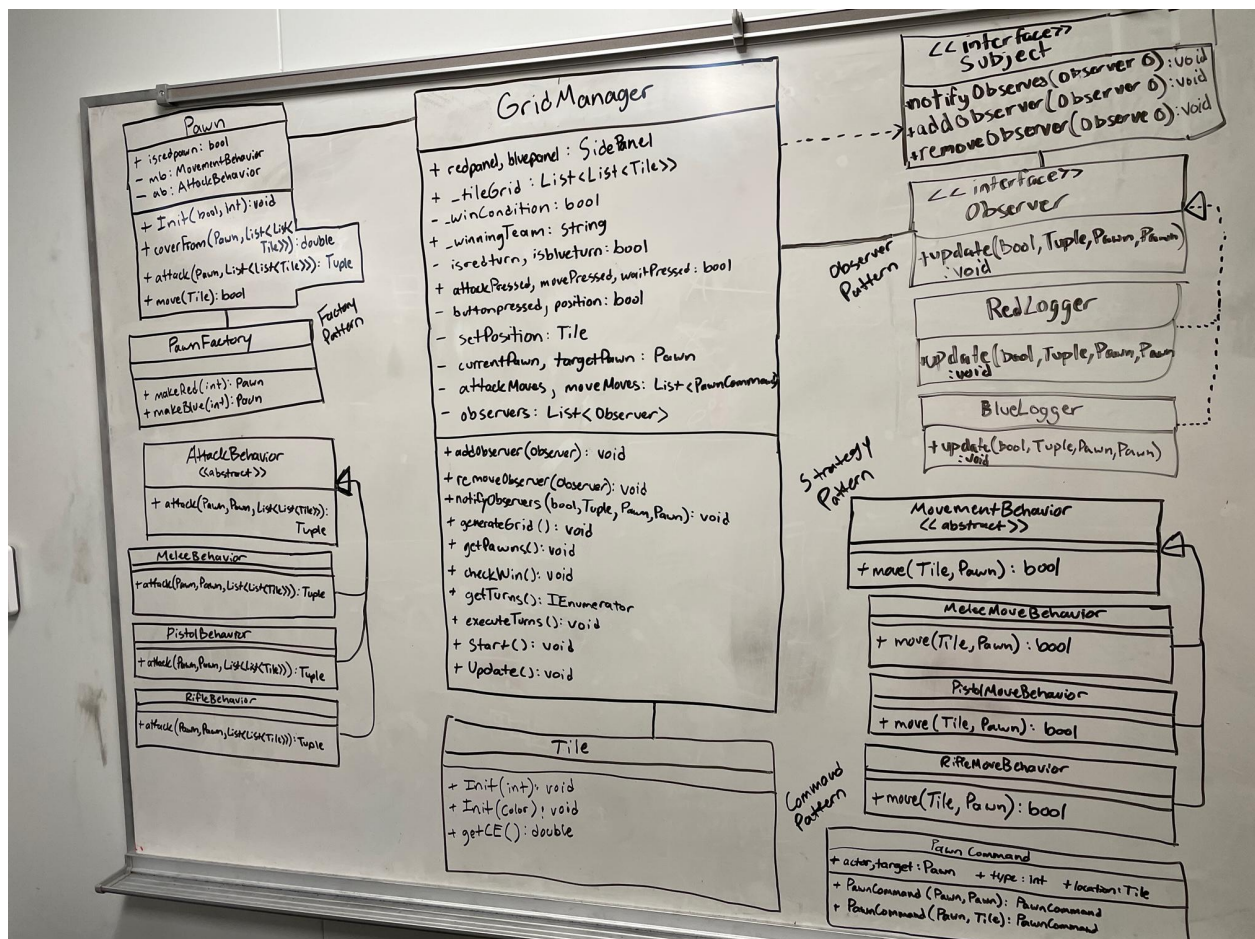 Pawn
+ isredpawn: bool
- mb: MovementBehavior
- ab: AttackBehavior
+ Init(bool, int): void
+ coverFrom(Pawn, List<List<
Tile>>): double
+ attack(Pawn, List<List<Tile>>): Tuple
+ move(Tile): bool
Factory
Pattern
PawnFactory
+ makeRed(int): Pawn
+ makeBlue(int): Pawn
AttackBehavior
<<abstract>>
+ attack(Pawn, Pawn, List<List<Tile>>):
Tuple
MeleeBehavior
+ attack(Pawn, Pawn, List<List<Tile>>): Tuple
PistolBehavior
+ attack(Pawn, Pawn, List<List<Tile>>): Tuple
RifleBehavior
+ attack(Pawn, Pawn, List<List<Tile>>): Tuple
GridManager
+ redpanel, bluepanel: SidePanel
+ _tileGrid: List<List<Tile>>
- _winCondition: bool
+ _winningTeam: string
- isredturn, isblueturn: bool
+ attackPressed, movePressed, waitPressed: bool
- buttonpressed, position: bool
- setPosition: Tile
- currentPawn, targetPawn: Pawn
- attackMoves, moveMoves: List<PawnCommand>
- observers: List<Observer>
+ addObserver(observer): void
+ removeObserver(Observer): void
+ notifyObservers(bool, Tuple, Pawn, Pawn): void
+ generateGrid(): void
+ getPawns(): void
+ checkWin(): void
+ getTurns(): IEnumerator
+ executeTurns(): void
+ Start(): void
+ Update(): void
Tile
+ Init(int): void
+ Init(Color): void
+ getCE(): double
<<interface>>
Subject
+notifyObserves(Observer O): void
+addObserver(Observer O): void
+removeObserver(Observe O): void
Observer
Pattern
<<interface>>
Observer
+update(Bool, Tuple, Pawn, Pawn)
: void
RedLogger
+update(bool, Tuple, Pawn, Pawn
: void
BlueLogger
+update(bool, Tuple, Pawn, Pawn)
: void
Strategy
Pattern
MovementBehavior
<<abstract>>
+ move(Tile, Pawn): bool
MeleeMoveBehavior
+ move(Tile, Pawn): bool
PistolMoveBehavior
+ move(Tile, Pawn): bool
RifleMoveBehavior
+ move(Tile, Pawn): bool
Command
Pattern
Pawn Command
+ actor, target: Pawn + type: int + location: Tile
+ PawnCommand(Pawn, Pawn): PawnCommand
+ PawnCommand(Pawn, Tile): PawnCommand